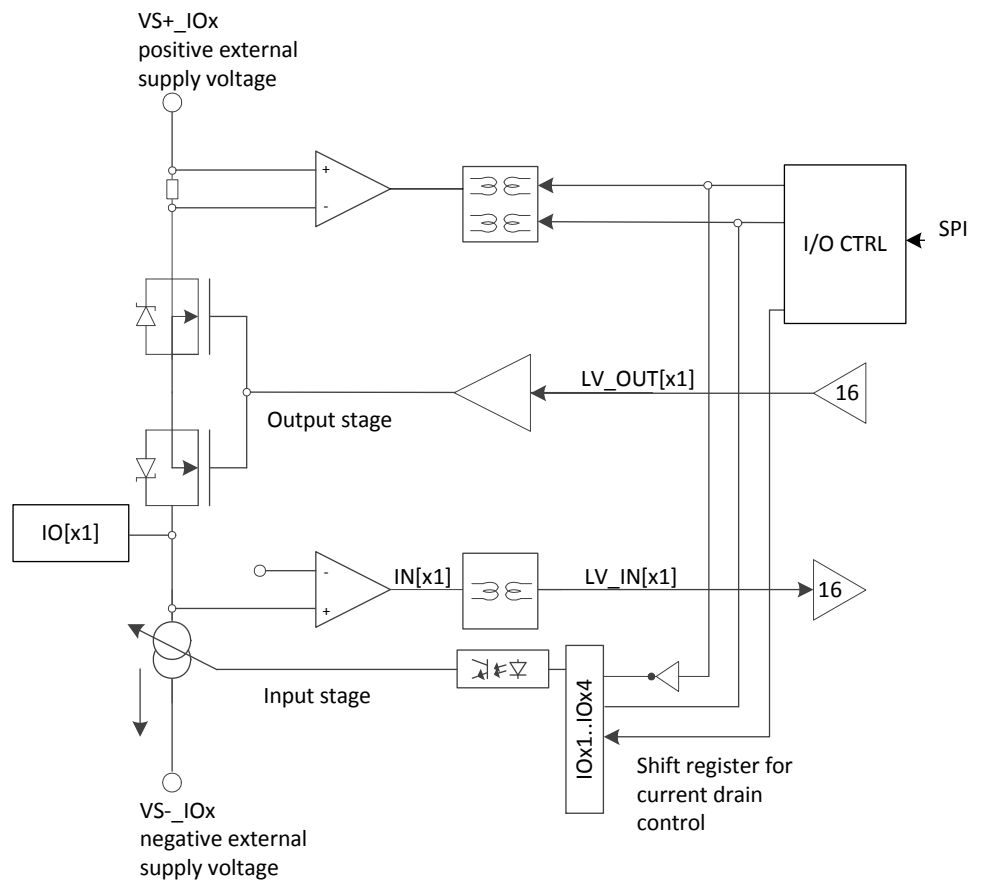 VS+_IOx
positive external
supply voltage
+
-
I/O CTRL
SPI
LV_OUT[x1]
16
Output stage
IO[x1]
-
+
IN[x1]
LV_IN[x1]
16
Input stage
IOx1..IOx4
Shift register for
current drain
control
VS-_IOx
negative external
supply voltage